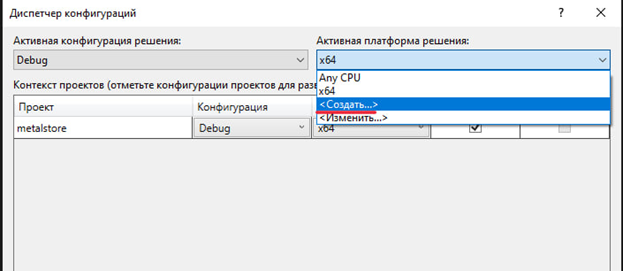 Диспетчер конфигураций
?
Активная конфигурация решения:
Активная платформа решения:
Debug
x64
Any CPU
x64
<Создать...>
<Изменить...>
Контекст проектов (отметьте конфигурации проектов для раз
Проект
Конфигурация
metalstore
Debug
x64